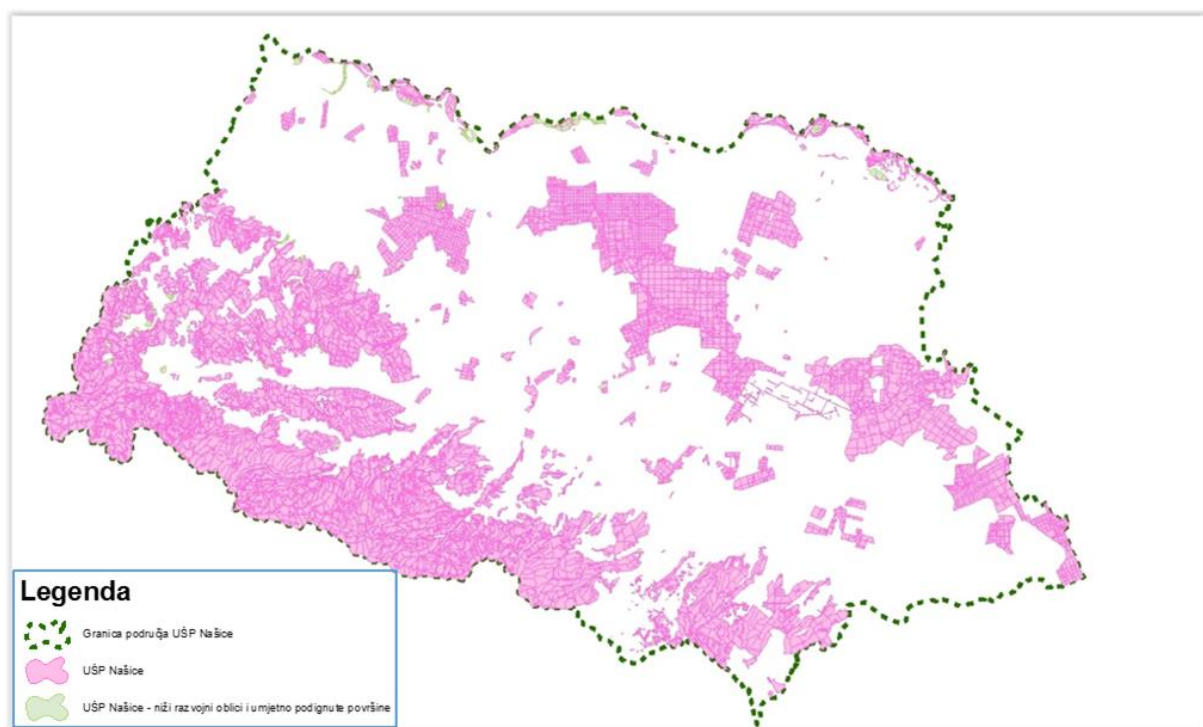 Legenda
Granica područja UŠP Našice
UŠP Našice
UŠP Našice - niži razvojni oblici i umjetno podignute površine